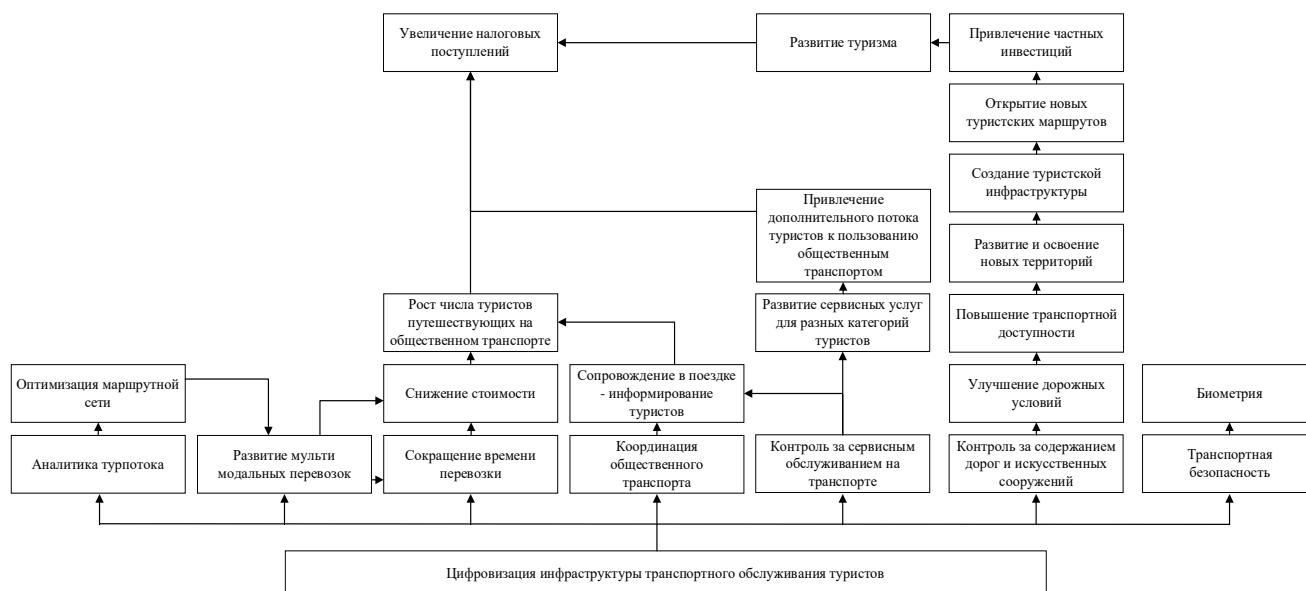 Увеличение налоговых
поступлений
Развитие туризма
Привлечение частных
инвестиций
Открытие новых
туристских маршрутов
Создание туристской
инфраструктуры
Привлечение
дополнительного потока
туристов к пользованию
общественным
транспортом
Развитие и освоение
новых территорий
Рост числа туристов
путешествующих на
общественном транспорте
Развитие сервисных услуг
для разных категорий
туристов
Повышение транспортной
доступности
Оптимизация маршрутной
сети
Снижение стоимости
Сопровождение в поездке
- информирование
туристов
Улучшение дорожных
условий
Биометрия
Аналитика турпотока
Развитие мульти
модальных перевозок
Сокращение времени
перевозки
Координация
общественного
транспорта
Контроль за сервисным
обслуживанием на
транспорте
Контроль за содержанием
дорог и искусственных
сооружений
Транспортная
безопасность
Цифровизация инфраструктуры транспортного обслуживания туристов